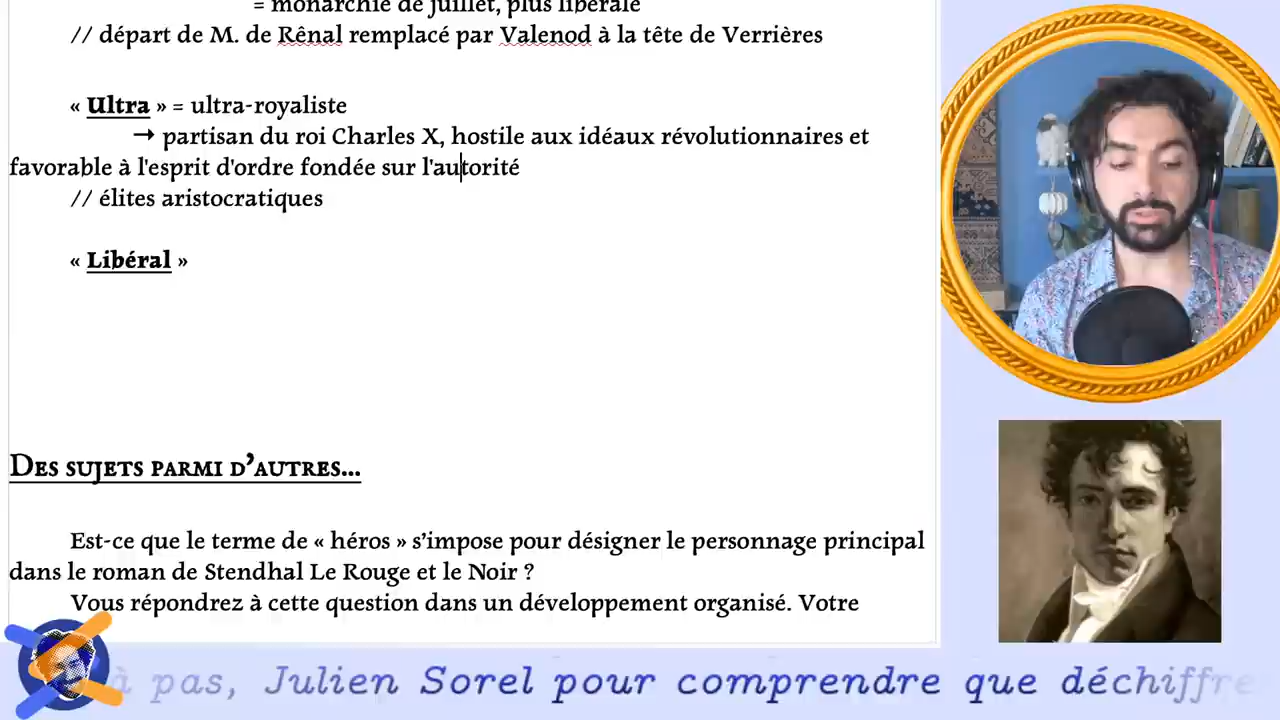 = monarchie de juillet, plus libérale
// départ de M. de Rênal remplacé par Valenod à la tête de Verrières
« Ultra » = ultra-royaliste
→ partisan du roi Charles X, hostile aux idéaux révolutionnaires et
favorable à l'esprit d'ordre fondée sur l'autorité
// élites aristocratiques
« Libéral »
DES SUJETS PARMI D'AUTRES...
Est-ce que le terme de « héros » s'impose pour désigner le personnage principal
dans le roman de Stendhal Le Rouge et le Noir ?
Vous répondrez à cette question dans un développement organisé. Votre
à pas, Julien Sorel pour comprendre que déchiffre